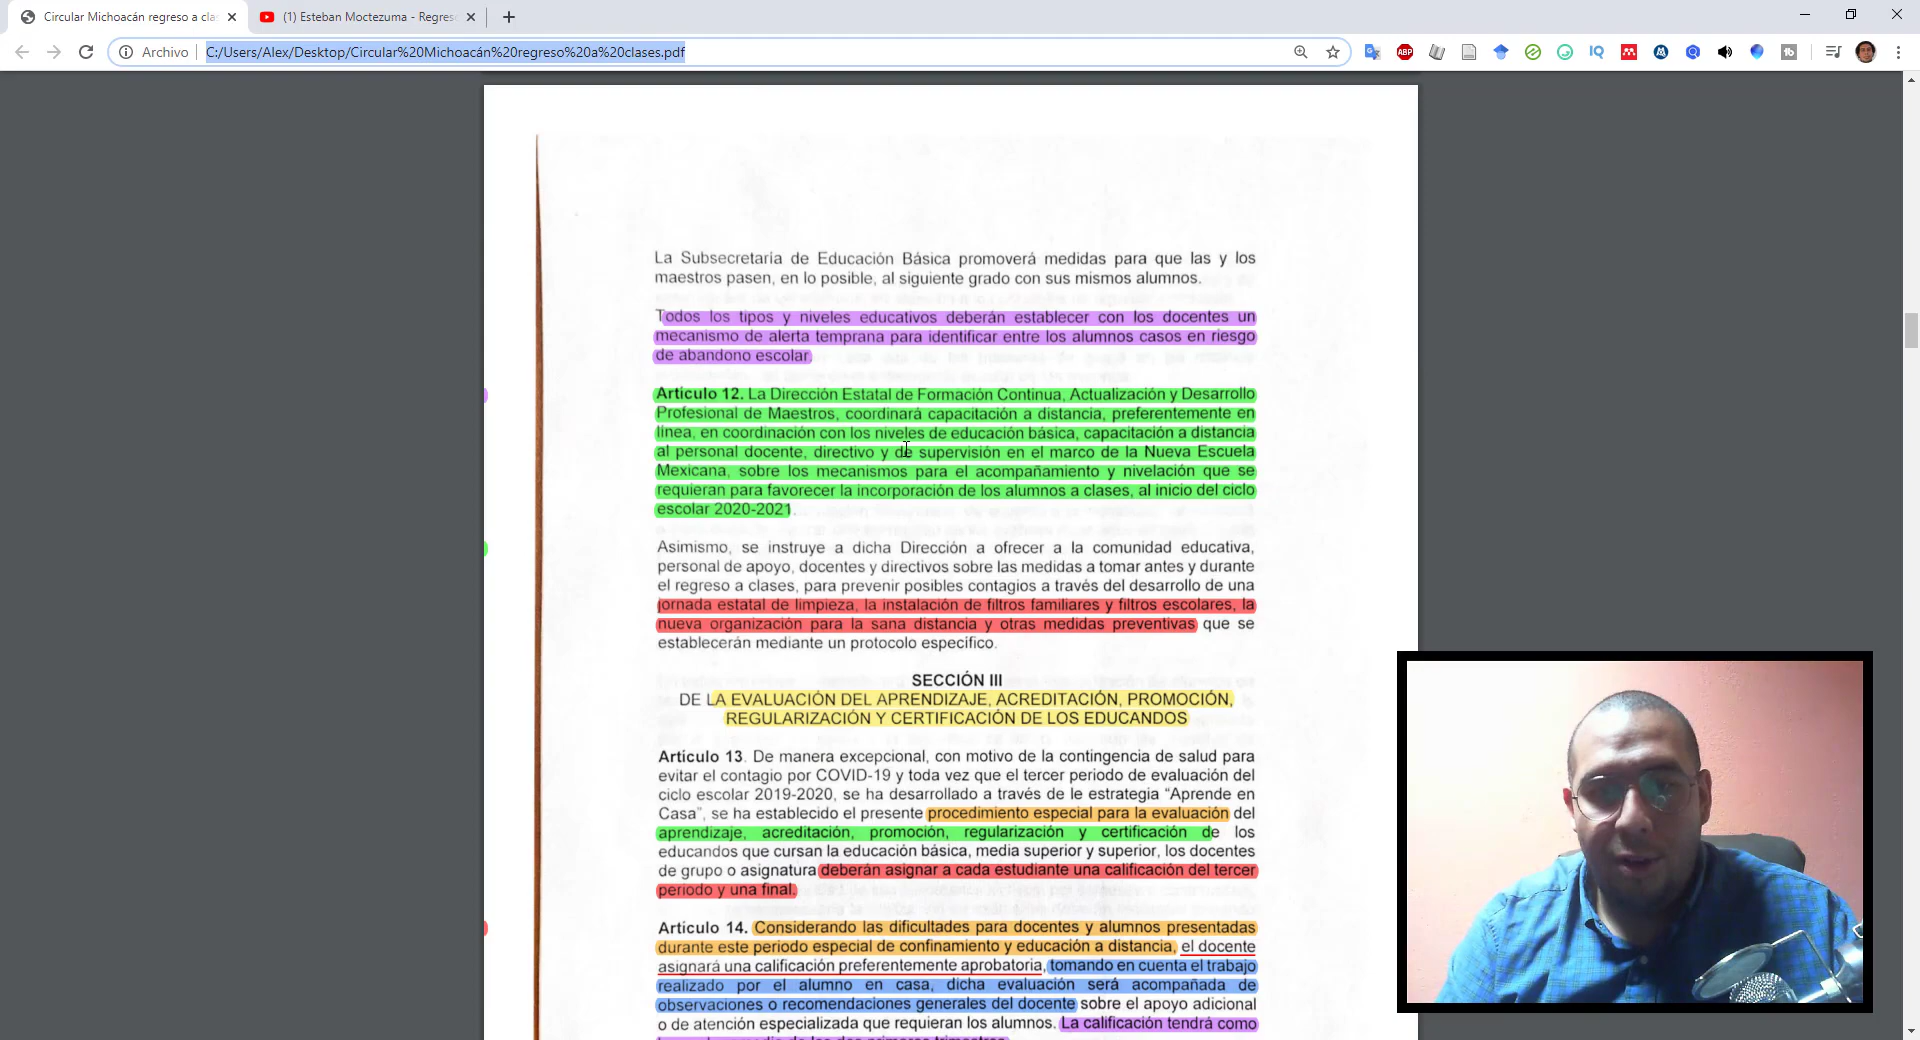 Circular Michoacán regreso a cla
(1) Esteban Moctezuma - Regres
Archivo
C:/Users/Alex/Desktop/Circular%20Michoacán%20regreso%20a%20clases.pdf
ABP
IQ
La Subsecretaría de Educación Básica promoverá medidas para que las y los
maestros pasen, en lo posible, al siguiente grado con sus mismos alumnos.
Todos los tipos y niveles educativos deberán establecer con los docentes un
mecanismo de alerta temprana para identificar entre los alumnos casos en riesgo
de abandono escolar.
Artículo 12. La Dirección Estatal de Formación Continua, Actualización y Desarrollo
Profesional de Maestros, coordinará capacitación a distancia, preferentemente en
línea, en coordinación con los niveles de educación básica, capacitación a distancia
al personal docente, directivo y de supervisión en el marco de la Nueva Escuela
Mexicana, sobre los mecanismos para el acompañamiento y nivelación que se
requieran para favorecer la incorporación de los alumnos a clases, al inicio del ciclo
escolar 2020-2021.
Asimismo, se instruye a dicha Dirección a ofrecer a la comunidad educativa,
personal de apoyo, docentes y directivos sobre las medidas a tomar antes y durante
el regreso a clases, para prevenir posibles contagios a través del desarrollo de una
jornada estatal de limpieza, la instalación de filtros familiares y filtros escolares, la
nueva organización para la sana distancia y otras medidas preventivas que se
establecerán mediante un protocolo específico.
SECCIÓN III
DE LA EVALUACIÓN DEL APRENDIZAJE, ACREDITACIÓN, PROMOCIÓN,
REGULARIZACIÓN Y CERTIFICACIÓN DE LOS EDUCANDOS
Artículo 13. De manera excepcional, con motivo de la contingencia de salud para
evitar el contagio por COVID-19 y toda vez que el tercer periodo de evaluación del
ciclo escolar 2019-2020, se ha desarrollado a través de le estrategia “Aprende en
Casa”, se ha establecido el presente procedimiento especial para la evaluación del
aprendizaje, acreditación, promoción, regularización y certificación de los
educandos que cursan la educación básica, media superior y superior, los docentes
de grupo o asignatura deberán asignar a cada estudiante una calificación del tercer
periodo y una final.
Artículo 14. Considerando las dificultades para docentes y alumnos presentadas
durante este periodo especial de confinamiento y educación a distancia, el docente
asignará una calificación preferentemente aprobatoria, tomando en cuenta el trabajo
realizado por el alumno en casa, dicha evaluación será acompañada de
observaciones o recomendaciones generales del docente sobre el apoyo adicional
o de atención especializada que requieran los alumnos. La calificación tendrá como